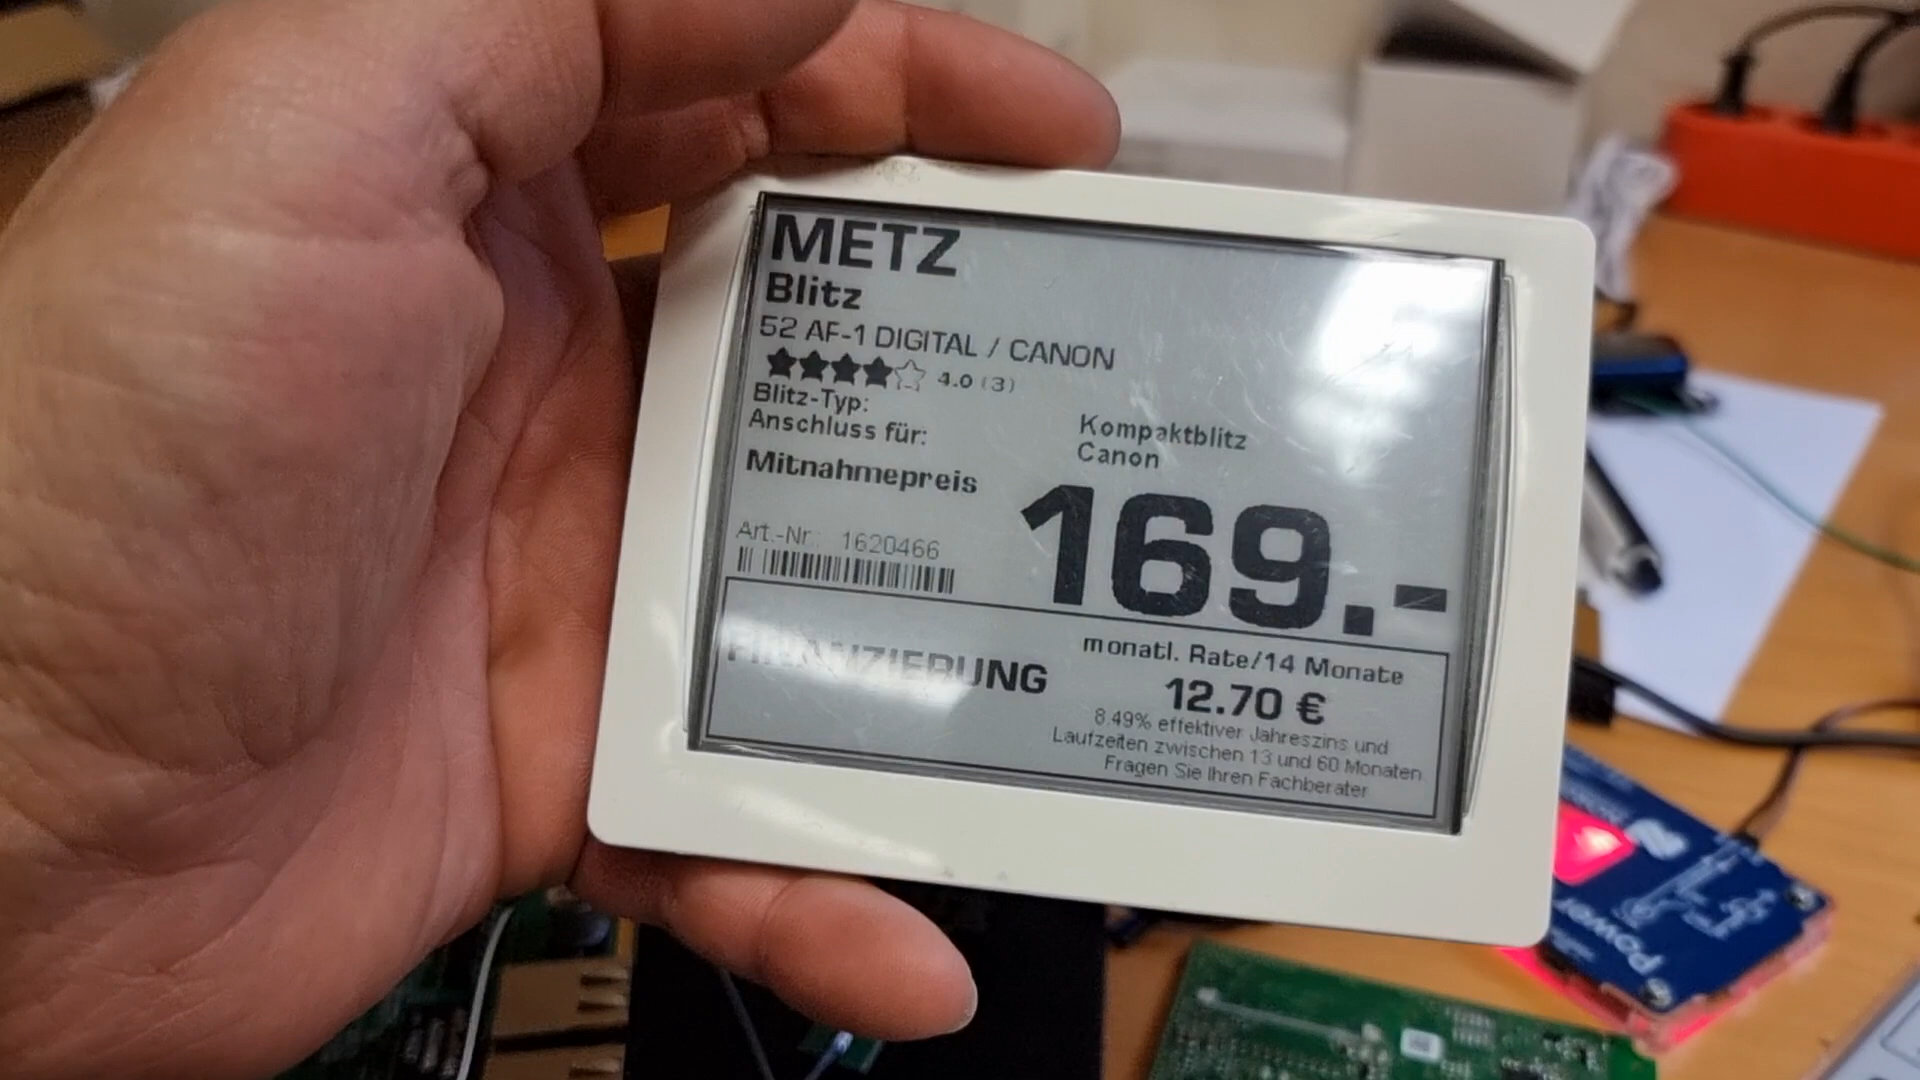 METZ
Blitz
52 AF-1 DIGITAL / CANON
4.0 (3)
Blitz-Typ: Kompaktblitz
Anschluss für: Canon
Mitnahmepreis
169.-
Art.-Nr.: 1620466
FINANZIERUNG
monatl. Rate/14 Monate
12.70 €
8.49% effektiver Jahreszins und
Laufzeiten zwischen 13 und 60 Monaten.
Fragen Sie Ihren Fachberater
Power